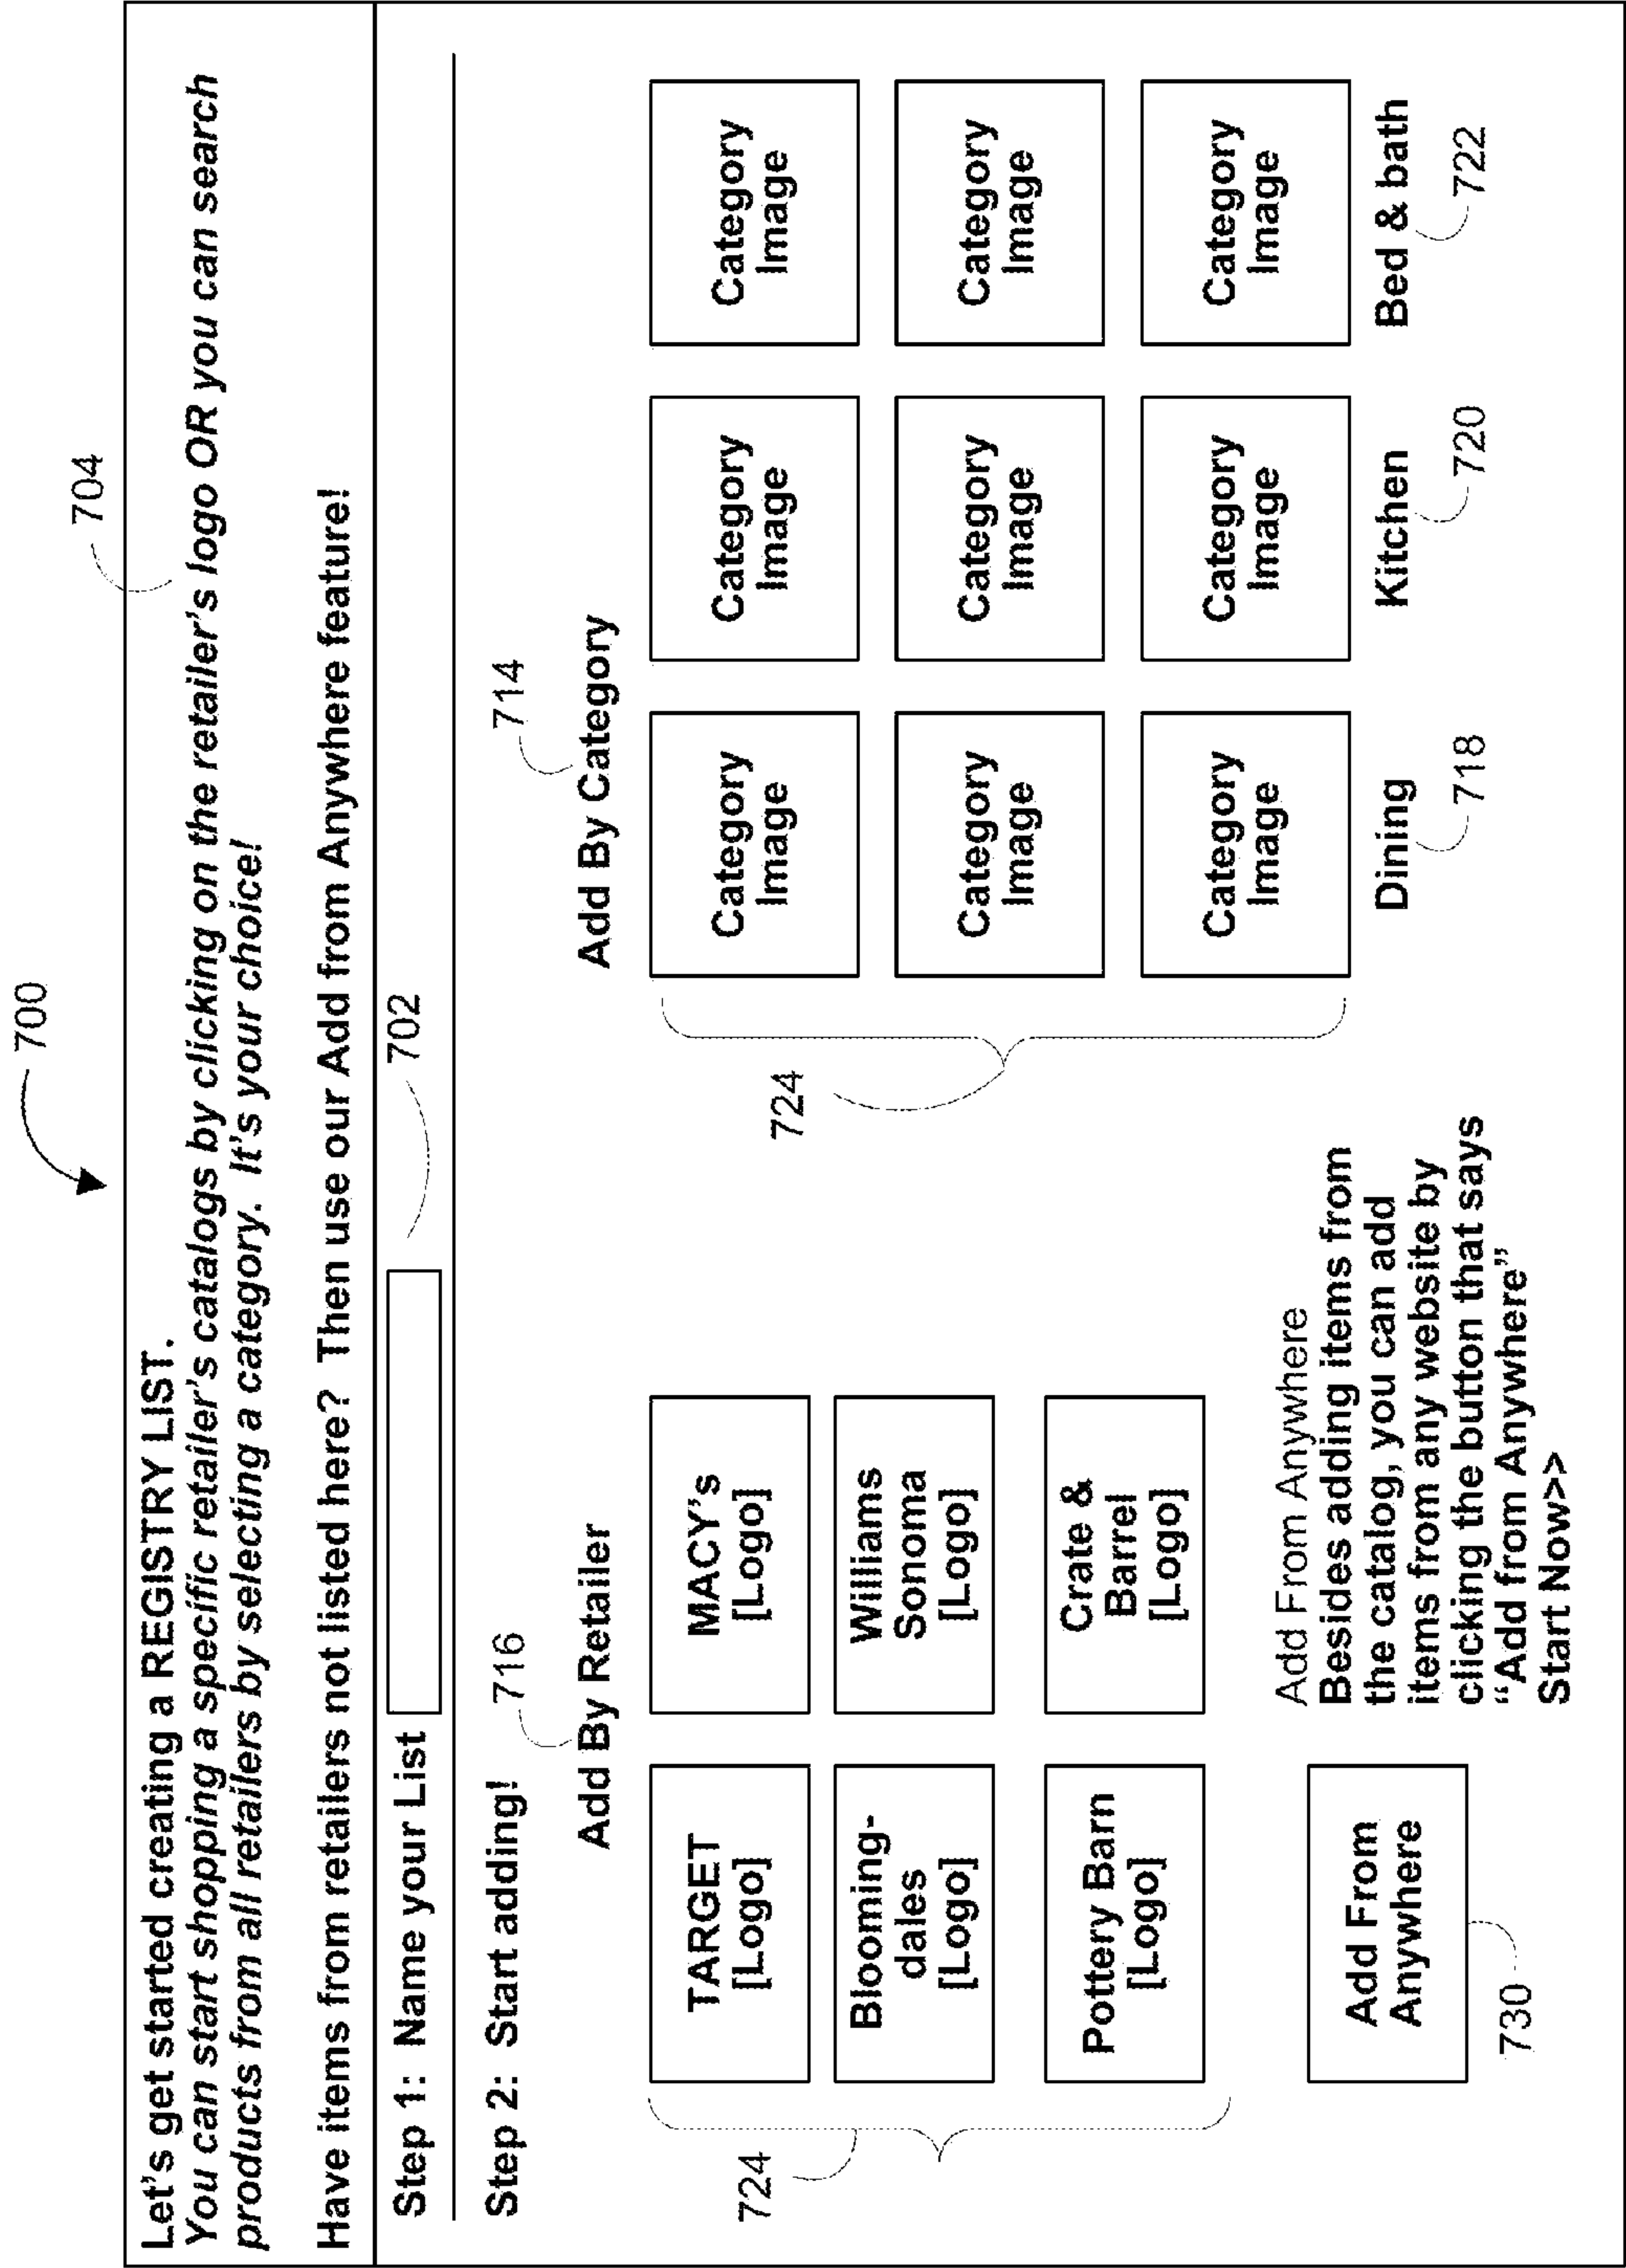 700
704
Let's get started creating a REGISTRY LIST.
You can start shopping a specific retailer's catalogs by clicking on the retailer's logo OR you can search
products from all retailers by selecting a category. It's your choice!
Have items from retailers not listed here? Then use our Add from Anywhere feature!
Step 1: Name your List
702
Step 2: Start adding!
716
Add By Retailer
724
TARGET
[Logo]
MACY's
[Logo]
Blooming-
dales
[Logo]
Williams
Sonoma
[Logo]
Pottery Barn
[Logo]
Crate &
Barrel
[Logo]
Add From
Anywhere
730
Add From Anywhere
Besides adding items from
the catalog, you can add
items from any website by
clicking the button that says
“Add from Anywhere”
Start Now>>
714
Add By Category
724
Category
Image
Category
Image
Category
Image
Category
Image
Category
Image
Category
Image
Category
Image
Category
Image
Category
Image
Dining
Kitchen
Bed & bath
718
720
722